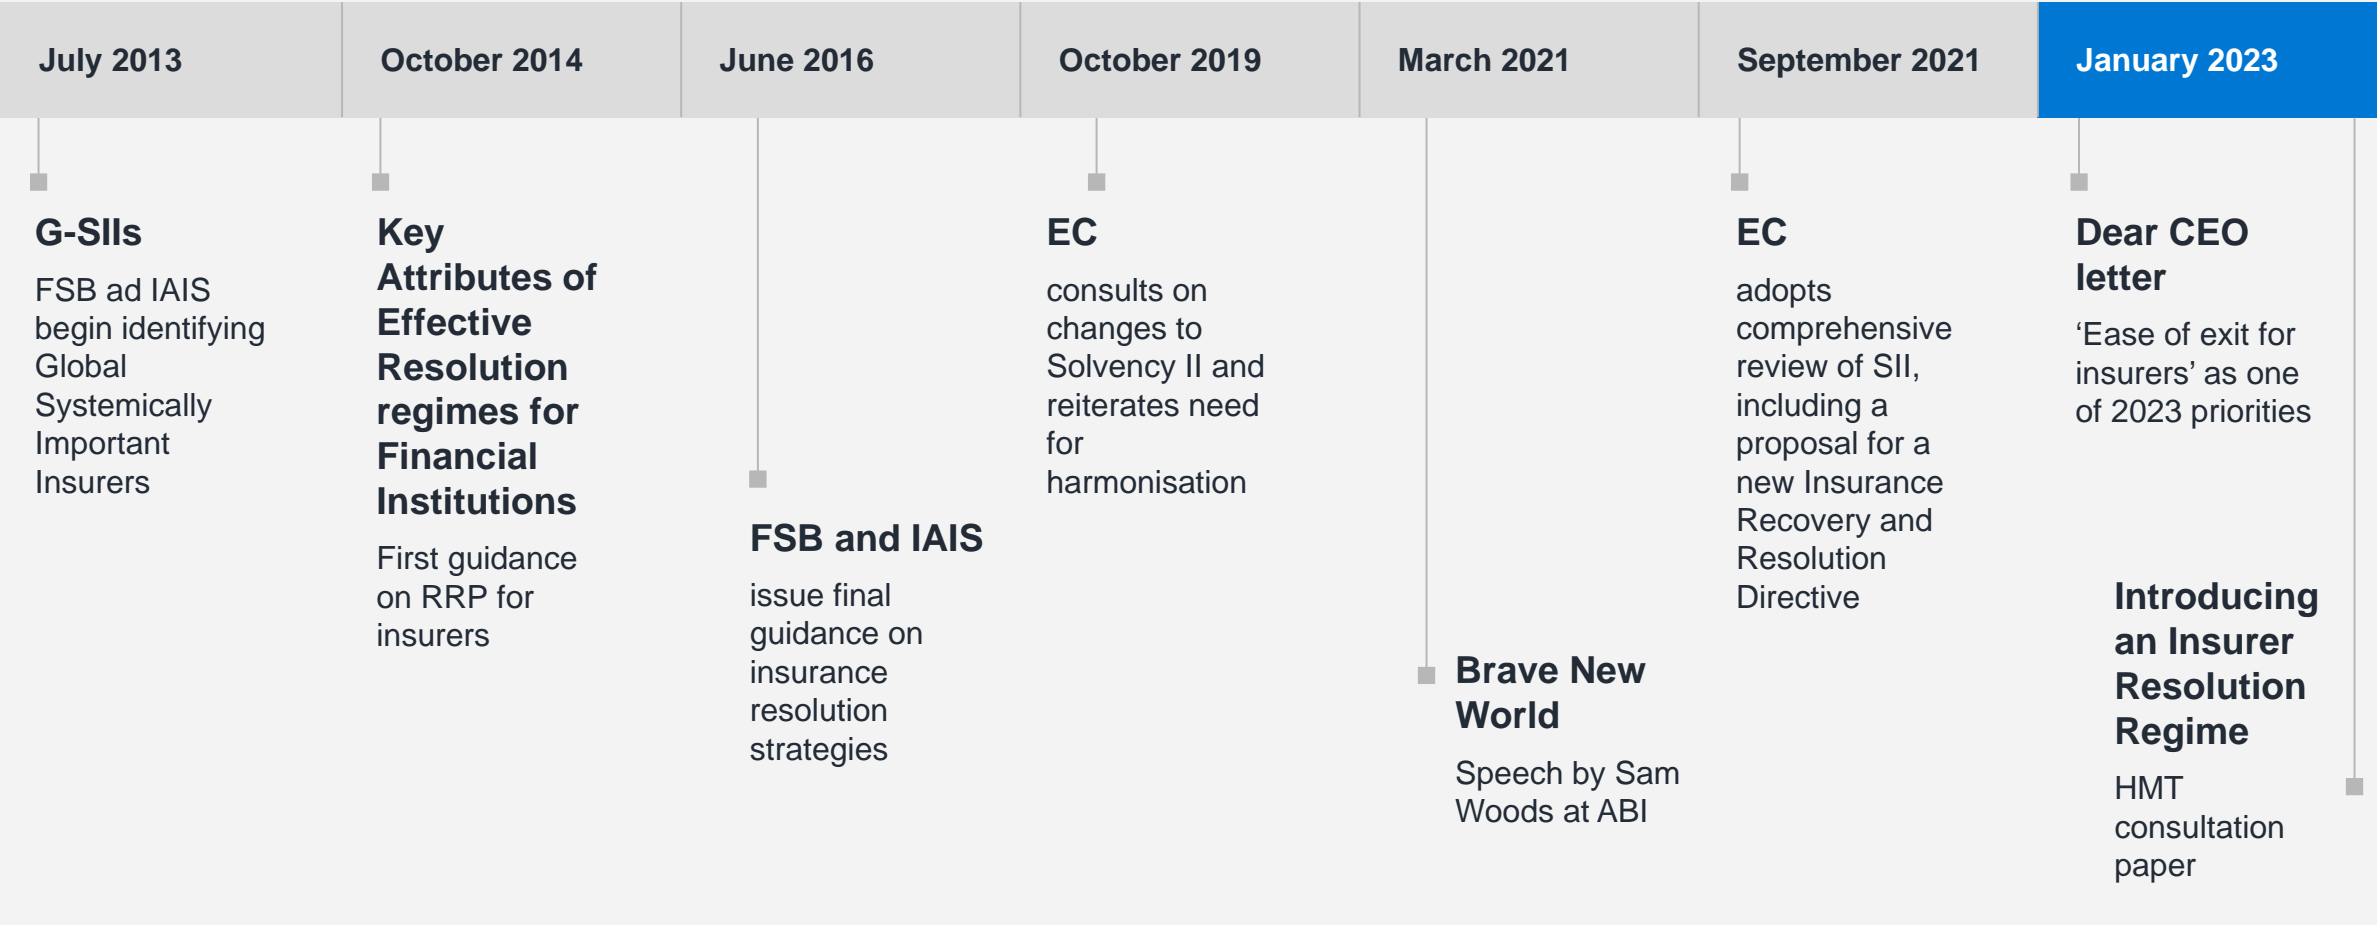 July 2013
October 2014
June 2016
October 2019
March 2021
September 2021
January 2023
G-SIIs
FSB ad IAIS
begin identifying
Global
Systemically
Important
Insurers
Key
Attributes of
Effective
Resolution
regimes for
Financial
Institutions
First guidance
on RRP for
insurers
FSB and IAIS
issue final
guidance on
insurance
resolution
strategies
EC
consults on
changes to
Solvency II and
reiterates need
for
harmonisation
Brave New
World
Speech by Sam
Woods at ABI
EC
adopts
comprehensive
review of SII,
including a
proposal for a
new Insurance
Recovery and
Resolution
Directive
Dear CEO
letter
‘Ease of exit for
insurers’ as one
of 2023 priorities
Introducing
an Insurer
Resolution
Regime
HMT
consultation
paper